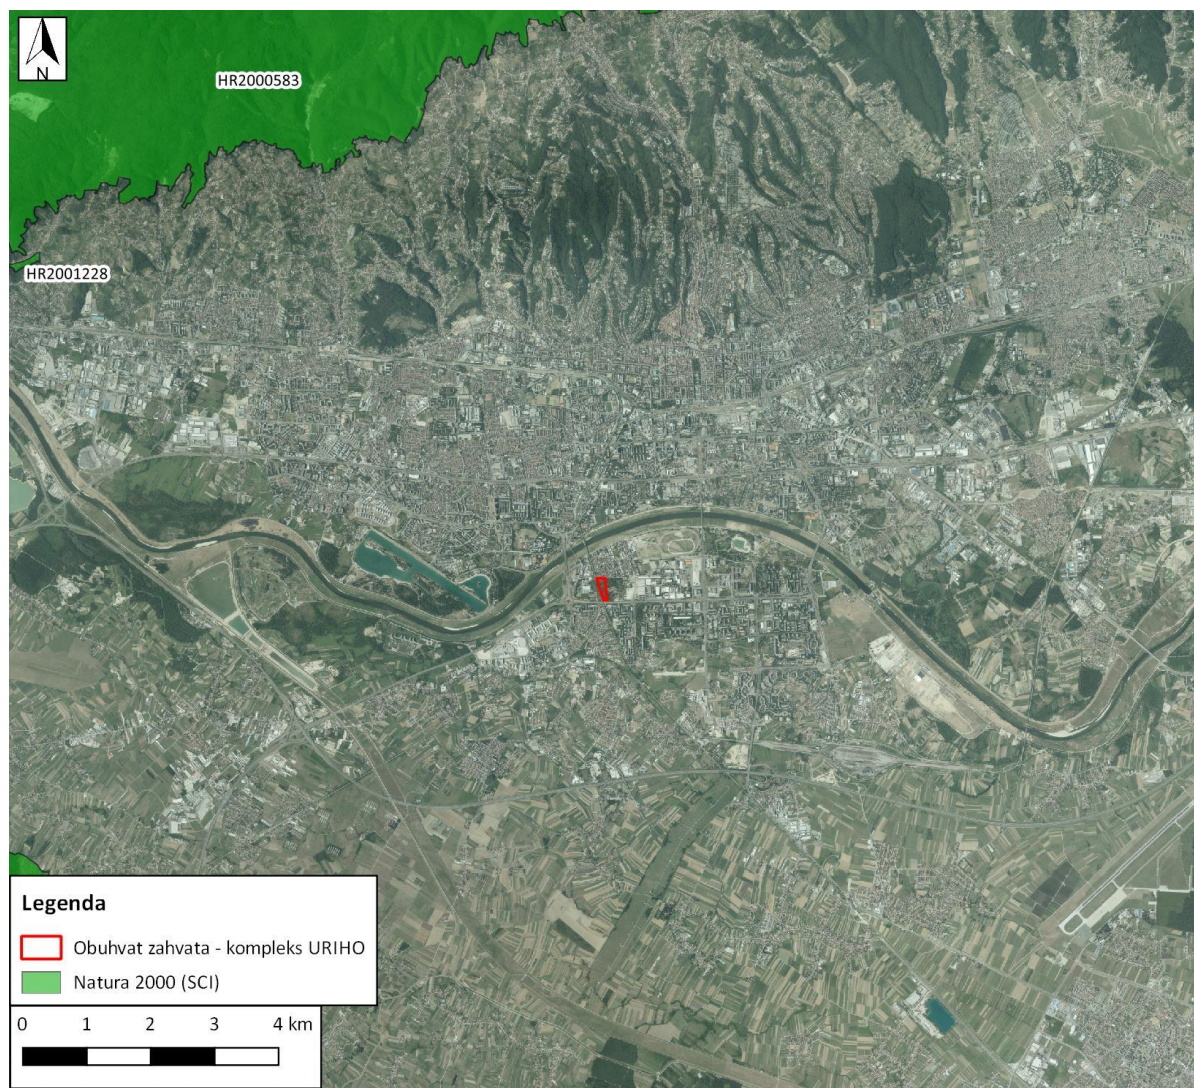 N
HR2000583
HR2001228
Legenda
Obuhvat zahvata - kompleks URIHO
Natura 2000 (SCI)
0 1 2 3 4 km